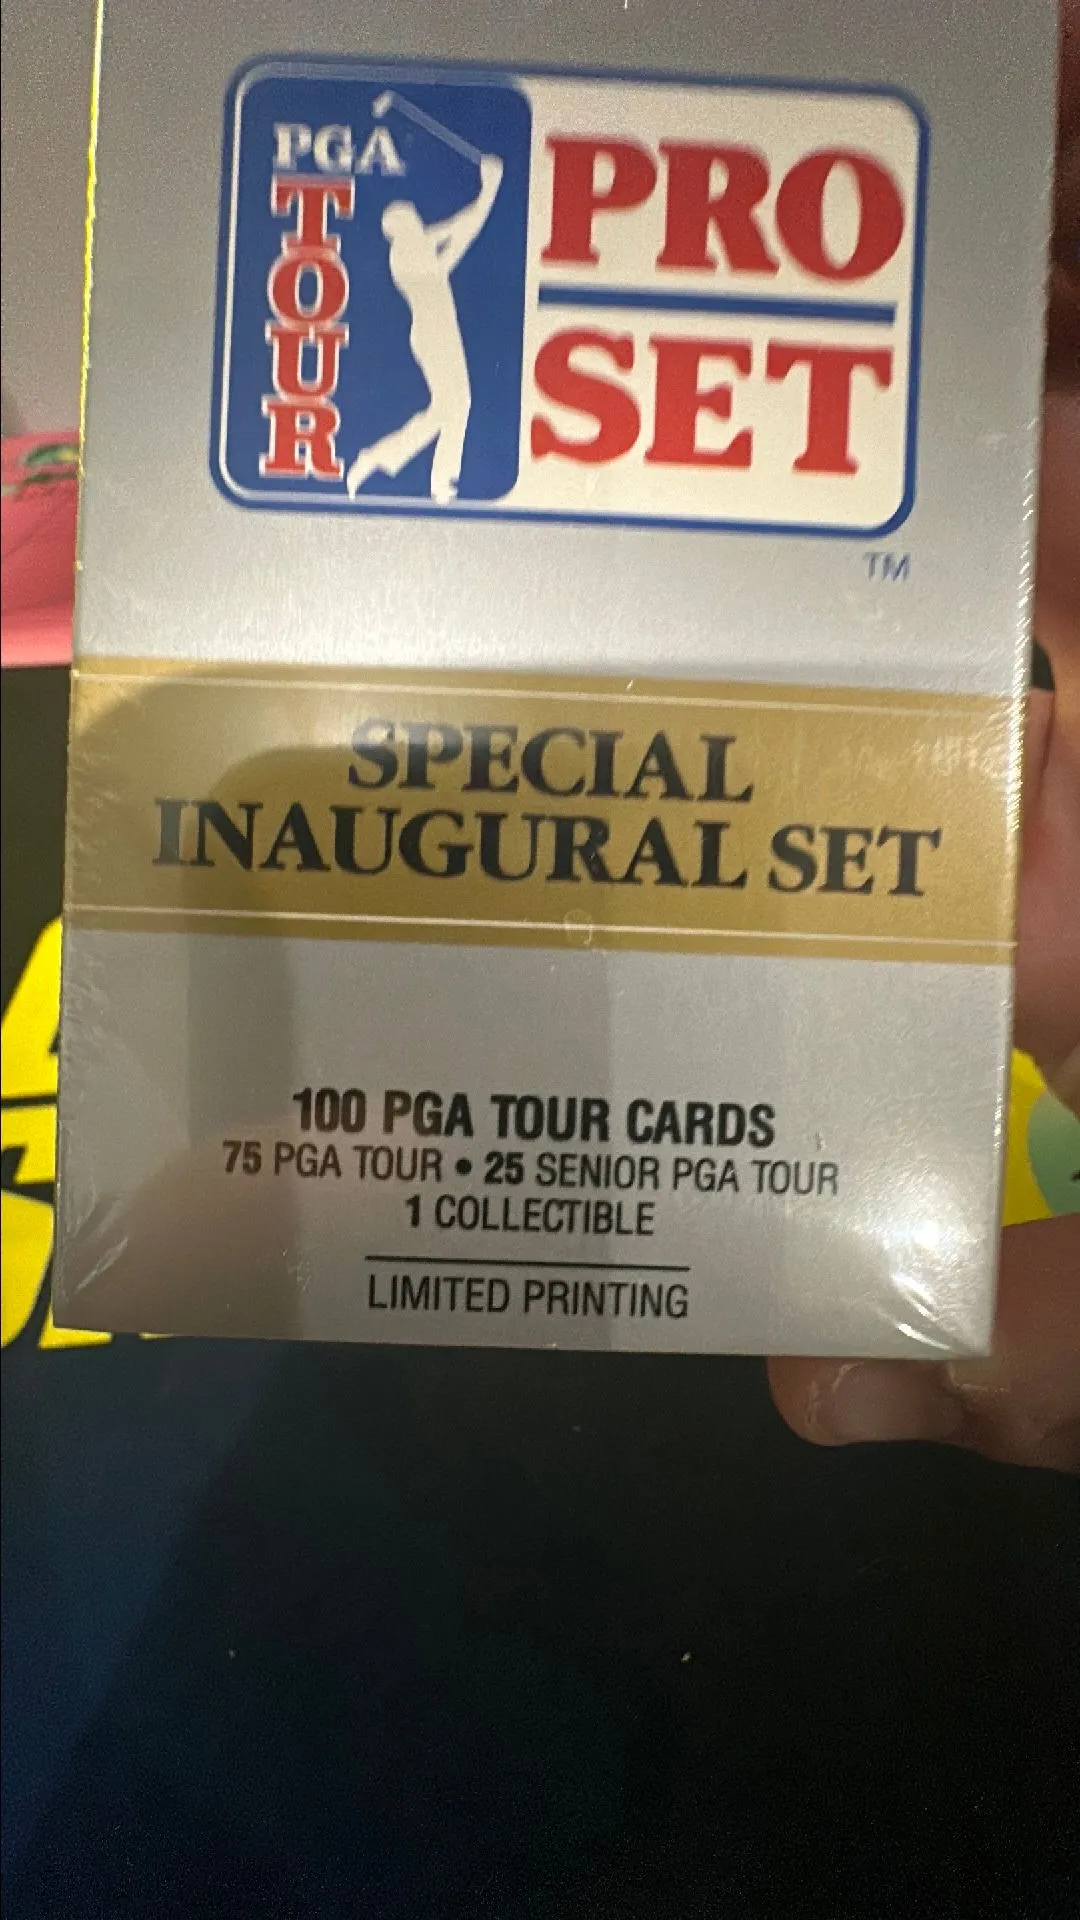 PGA
TOUR
PRO
SET
TM
SPECIAL
INAUGURAL SET
100 PGA TOUR CARDS
75 PGA TOUR • 25 SENIOR PGA TOUR
1 COLLECTIBLE
LIMITED PRINTING